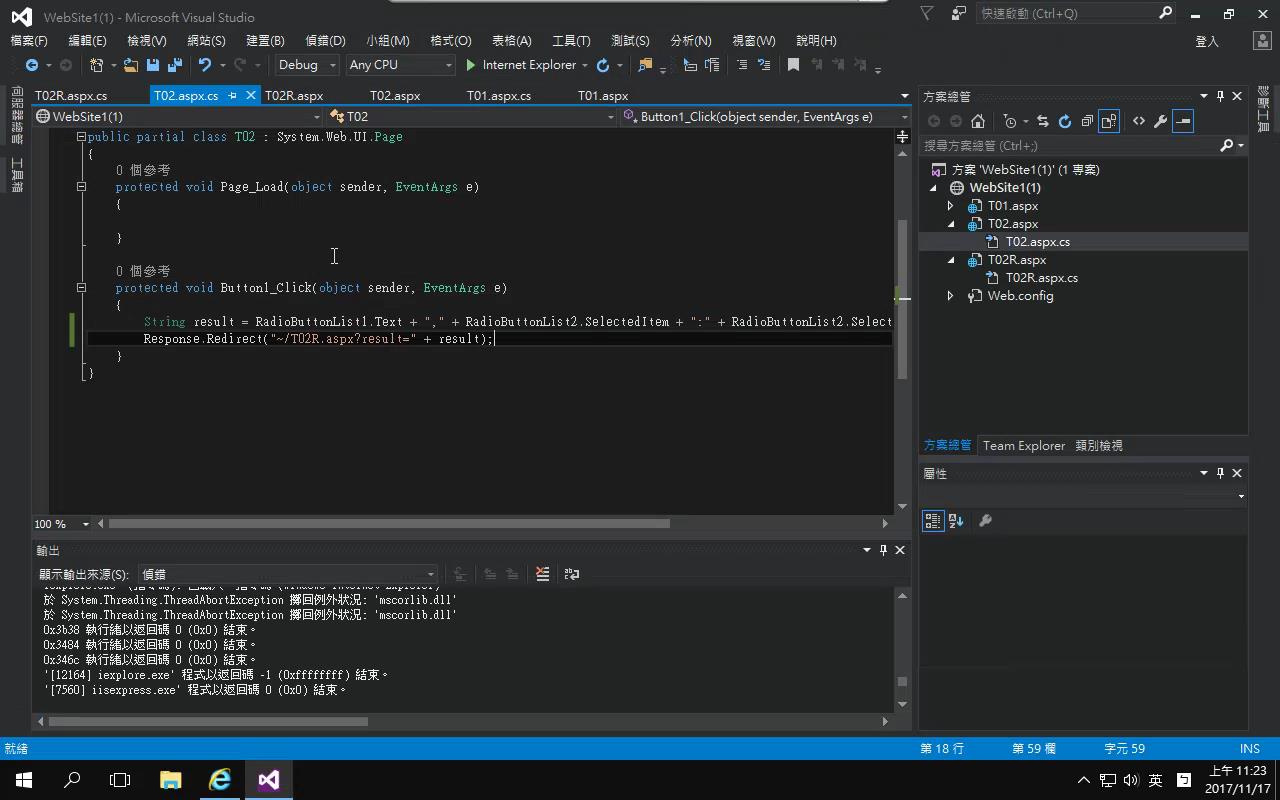 WebSite1(1) - Microsoft Visual Studio
快速啟動 (Ctrl+Q)
檔案(F) 編輯(E) 檢視(V) 網站(S) 建置(B) 偵錯(D) 小組(M) 格式(O) 表格(A) 工具(T) 測試(S) 分析(N) 視窗(W) 說明(H)
登入
Debug Any CPU Internet Explorer
伺服器總管
工具箱
T02R.aspx.cs T02.aspx.cs T02R.aspx T02.aspx T01.aspx.cs T01.aspx
WebSite1(1) T02 Button1_Click(object sender, EventArgs e)
public partial class T02 : System.Web.UI.Page
{
0 個參考
protected void Page_Load(object sender, EventArgs e)
{
}
0 個參考
protected void Button1_Click(object sender, EventArgs e)
{
String result = RadioButtonList1.Text + "," + RadioButtonList2.SelectedItem + ":" + RadioButtonList2.Select
Response.Redirect("~/T02R.aspx?result=" + result);
}
}
100 %
輸出
顯示輸出來源(S): 偵錯
於 System.Threading.ThreadAbortException 擲回例外狀況: 'mscorlib.dll'
於 System.Threading.ThreadAbortException 擲回例外狀況: 'mscorlib.dll'
0x3b38 執行緒以返回碼 0 (0x0) 結束。
0x3484 執行緒以返回碼 0 (0x0) 結束。
0x346c 執行緒以返回碼 0 (0x0) 結束。
'[12164] iexplore.exe' 程式以返回碼 -1 (0xffffffff) 結束。
'[7560] iisexpress.exe' 程式以返回碼 0 (0x0) 結束。
方案總管
搜尋方案總管 (Ctrl+;)
方案 'WebSite1(1)' (1 專案)
WebSite1(1)
T01.aspx
T02.aspx
T02.aspx.cs
T02R.aspx
T02R.aspx.cs
Web.config
方案總管 Team Explorer 類別檢視
屬性
診斷工具
就緒 第 18 行 第 59 欄 字元 59 INS
英
上午 11:23
2017/11/17